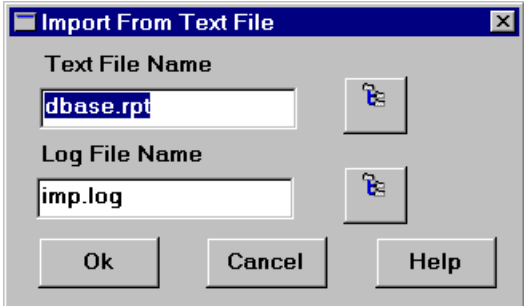 Import From Text File
Text File Name
dbase.rpt
Log File Name
imp.log
Ok Cancel Help